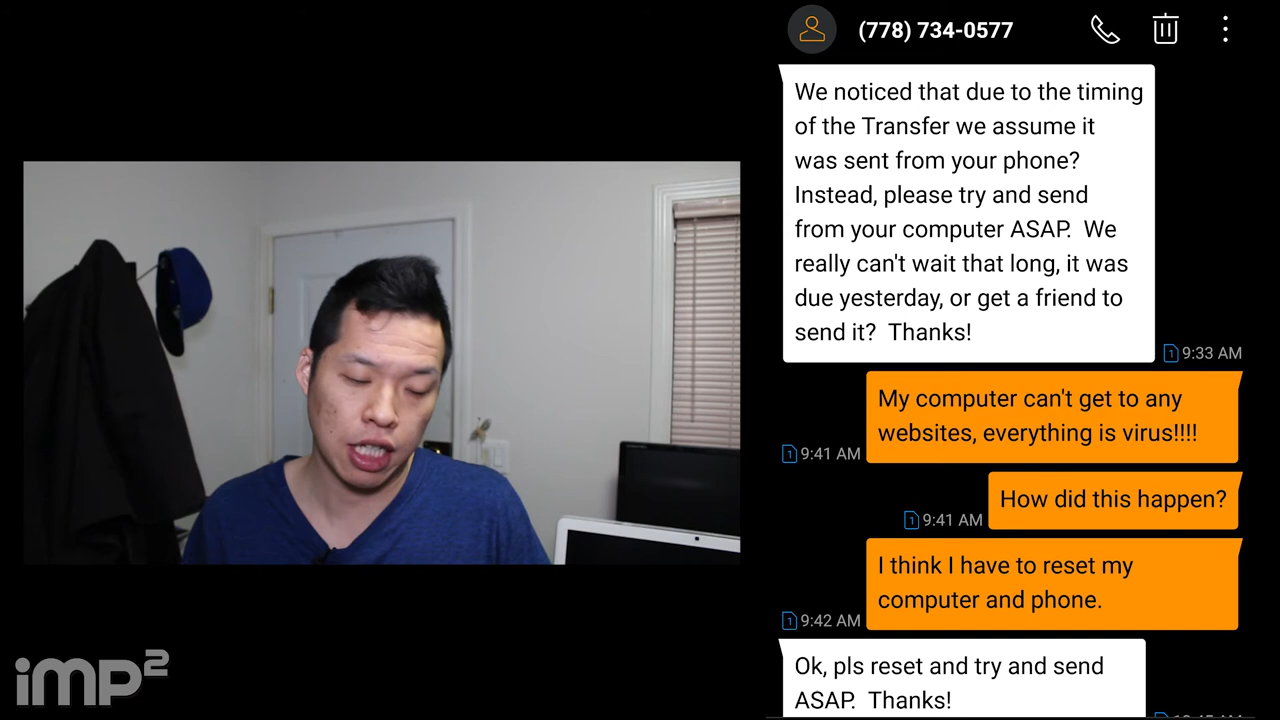 (778) 734-0577
We noticed that due to the timing
of the Transfer we assume it
was sent from your phone?
Instead, please try and send
from your computer ASAP.  We
really can't wait that long, it was
due yesterday, or get a friend to
send it?  Thanks!
1 9:33 AM
My computer can't get to any
websites, everything is virus!!!!
1 9:41 AM
How did this happen?
1 9:41 AM
I think I have to reset my
computer and phone.
1 9:42 AM
Ok, pls reset and try and send
ASAP.  Thanks!
imp2